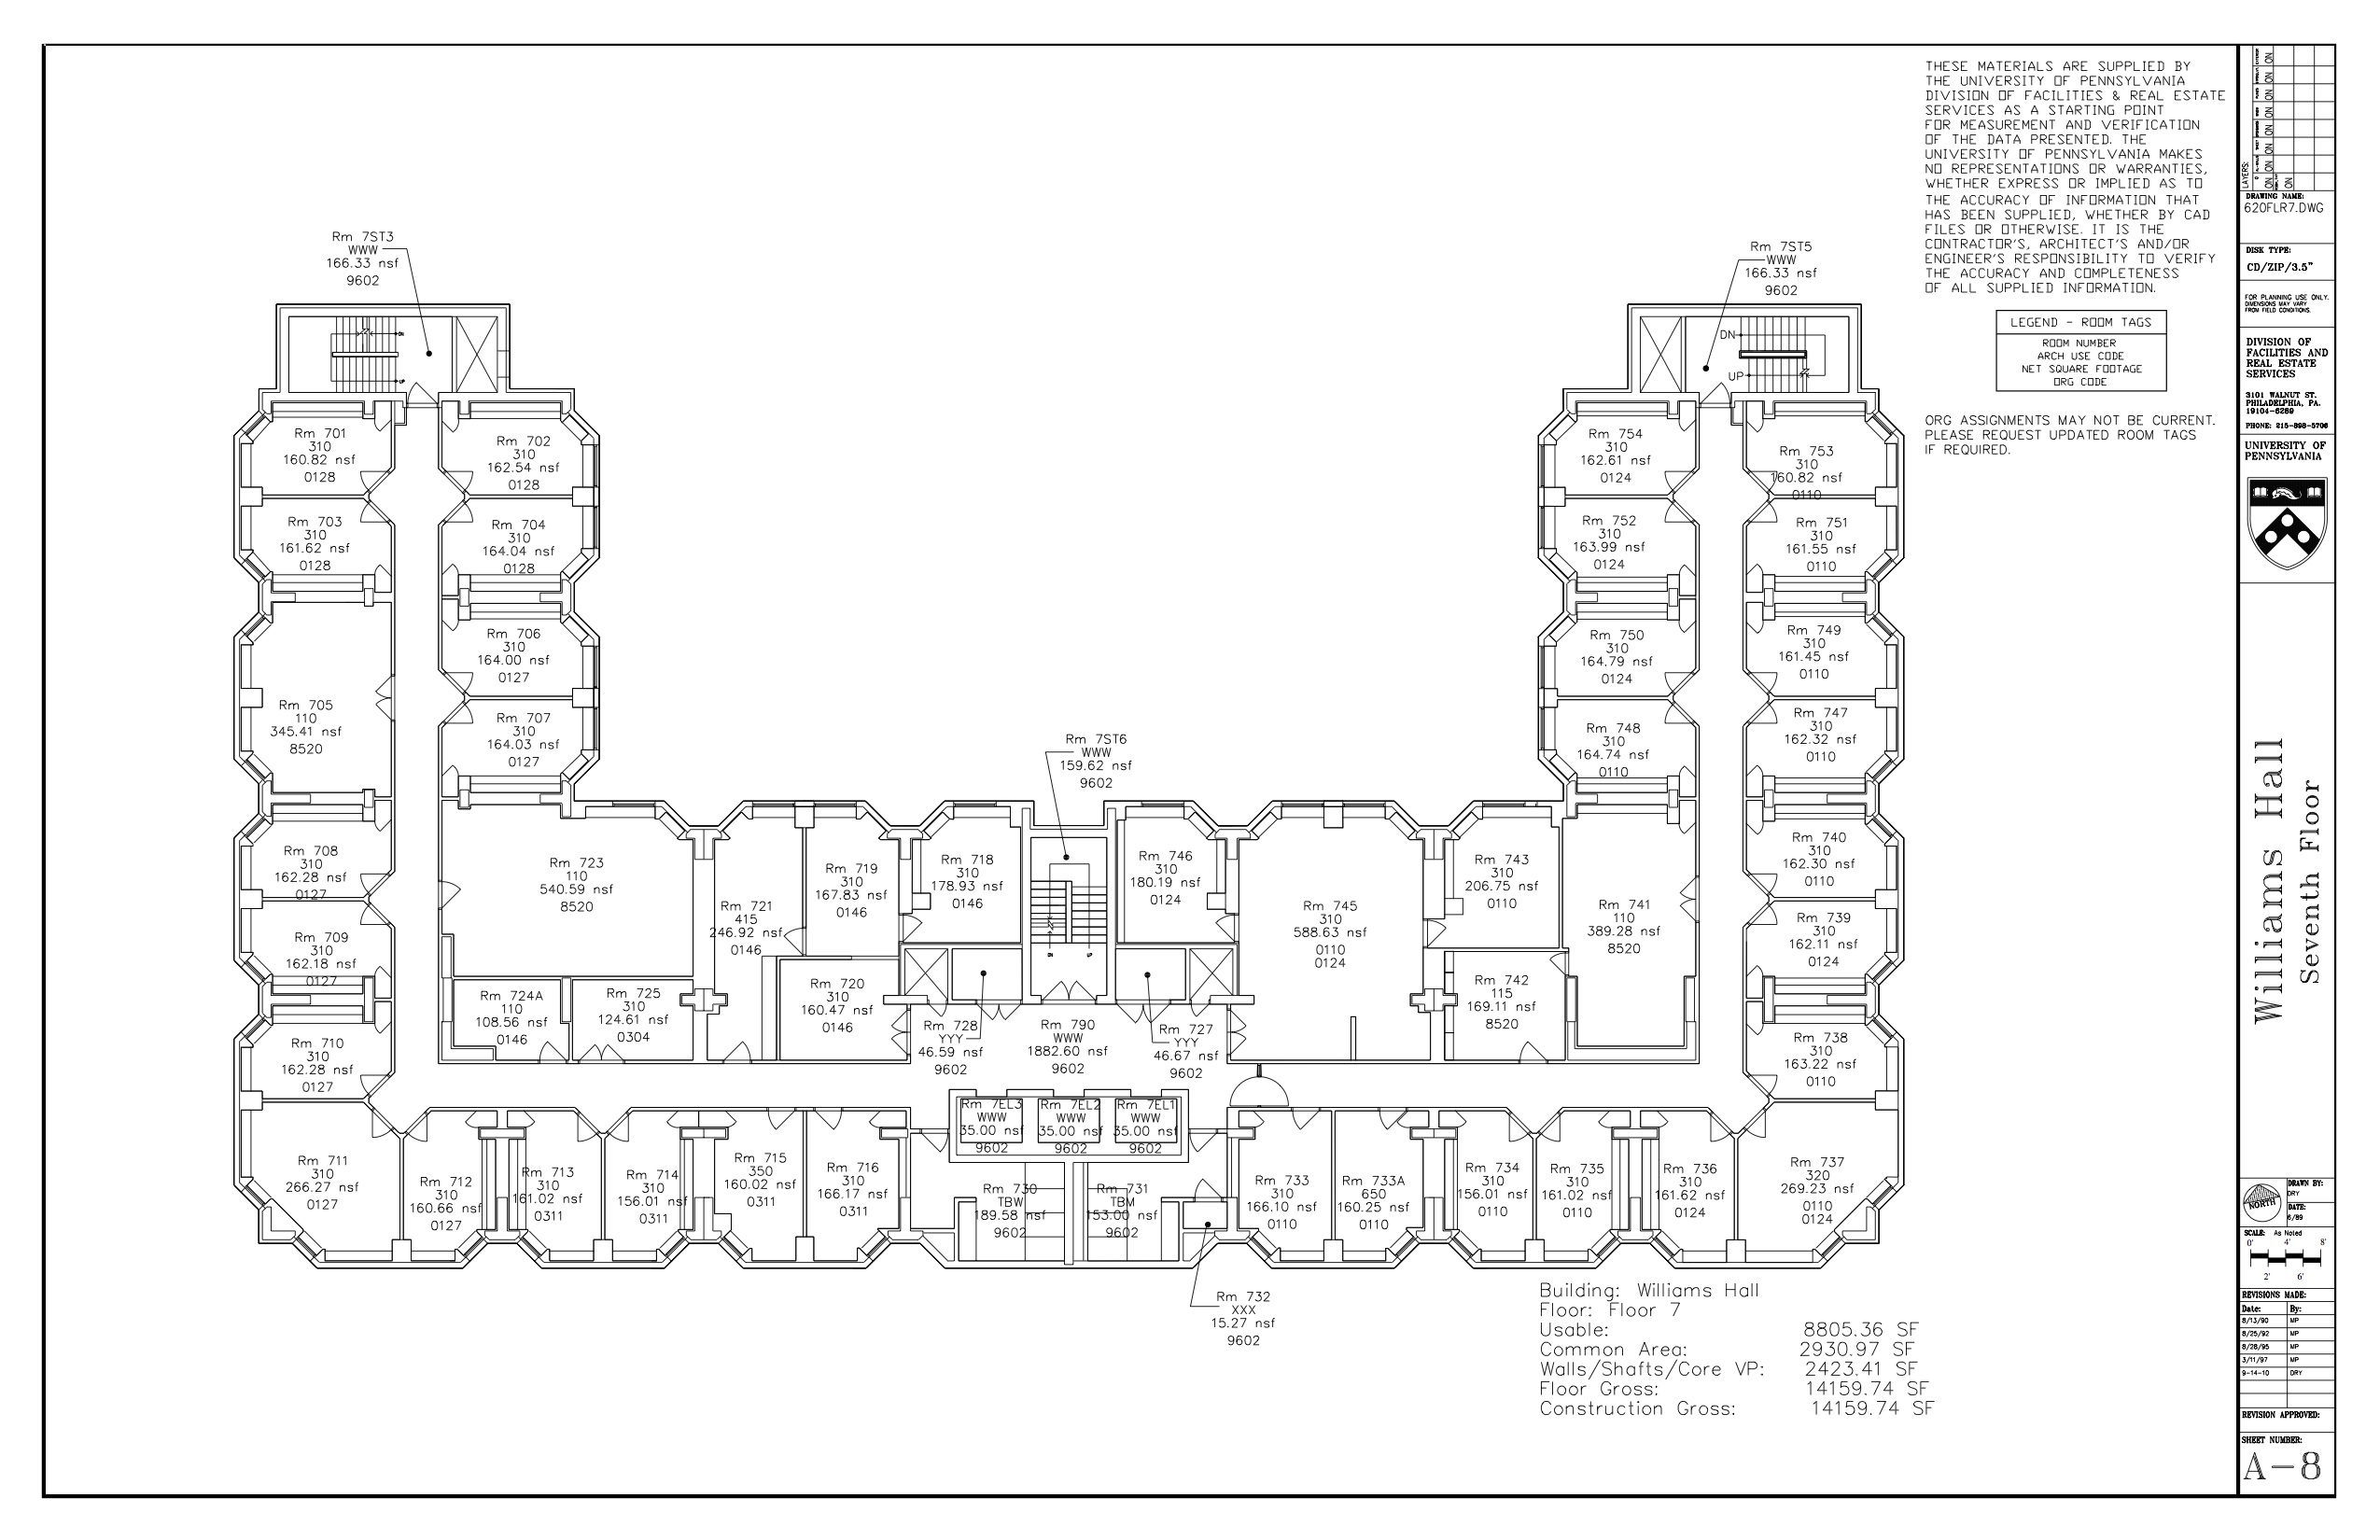 THESE MATERIALS ARE SUPPLIED BY
THE UNIVERSITY OF PENNSYLVANIA
DIVISION OF FACILITIES & REAL ESTATE
SERVICES AS A STARTING POINT
FOR MEASUREMENT AND VERIFICATION
OF THE DATA PRESENTED. THE
UNIVERSITY OF PENNSYLVANIA MAKES
NO REPRESENTATIONS OR WARRANTIES,
WHETHER EXPRESS OR IMPLIED AS TO
THE ACCURACY OF INFORMATION THAT
HAS BEEN SUPPLIED, WHETHER BY CAD
FILES OR OTHERWISE. IT IS THE
CONTRACTOR'S, ARCHITECT'S AND/OR
ENGINEER'S RESPONSIBILITY TO VERIFY
THE ACCURACY AND COMPLETENESS
OF ALL SUPPLIED INFORMATION.
LEGEND - ROOM TAGS
ROOM NUMBER
ARCH USE CODE
NET SQUARE FOOTAGE
ORG CODE
ORG ASSIGNMENTS MAY NOT BE CURRENT.
PLEASE REQUEST UPDATED ROOM TAGS
IF REQUIRED.
Rm 7ST3
WWW
166.33 nsf
9602
DN
UP
Rm 7ST5
WWW
166.33 nsf
9602
DN
UP
Rm 701
310
160.82 nsf
0128
Rm 702
310
162.54 nsf
0128
Rm 703
310
161.62 nsf
0128
Rm 704
310
164.04 nsf
0128
Rm 706
310
164.00 nsf
0127
Rm 705
110
345.41 nsf
8520
Rm 707
310
164.03 nsf
0127
Rm 708
310
162.28 nsf
0127
Rm 709
310
162.18 nsf
0127
Rm 710
310
162.28 nsf
0127
Rm 711
310
266.27 nsf
0127
Rm 712
310
160.66 nsf
0127
Rm 713
310
161.02 nsf
0311
Rm 714
310
156.01 nsf
0311
Rm 715
350
160.02 nsf
0311
Rm 716
310
166.17 nsf
0311
Rm 723
110
540.59 nsf
8520
Rm 724A
110
108.56 nsf
0146
Rm 725
310
124.61 nsf
0304
Rm 721
415
246.92 nsf
0146
Rm 719
310
167.83 nsf
0146
Rm 720
310
160.47 nsf
0146
Rm 718
310
178.93 nsf
0146
Rm 7ST6
WWW
159.62 nsf
9602
DN
UP
Rm 728
YYY
46.59 nsf
9602
Rm 790
WWW
1882.60 nsf
9602
Rm 727
YYY
46.67 nsf
9602
Rm 7EL3
WWW
35.00 nsf
9602
Rm 7EL2
WWW
35.00 nsf
9602
Rm 7EL1
WWW
35.00 nsf
9602
Rm 730
TBW
189.58 nsf
9602
Rm 731
TBM
153.00 nsf
9602
Rm 732
XXX
15.27 nsf
9602
Rm 746
310
180.19 nsf
0124
Rm 745
310
588.63 nsf
0110
0124
Rm 743
310
206.75 nsf
0110
Rm 742
115
169.11 nsf
8520
Rm 741
110
389.28 nsf
8520
Rm 754
310
162.61 nsf
0124
Rm 753
310
160.82 nsf
0110
Rm 752
310
163.99 nsf
0124
Rm 751
310
161.55 nsf
0110
Rm 750
310
164.79 nsf
0124
Rm 749
310
161.45 nsf
0110
Rm 748
310
164.74 nsf
0110
Rm 747
310
162.32 nsf
0110
Rm 740
310
162.30 nsf
0110
Rm 739
310
162.11 nsf
0124
Rm 738
310
163.22 nsf
0110
Rm 733
310
166.10 nsf
0110
Rm 733A
650
160.25 nsf
0110
Rm 734
310
156.01 nsf
0110
Rm 735
310
161.02 nsf
0110
Rm 736
310
161.62 nsf
0124
Rm 737
320
269.23 nsf
0110
0124
Building: Williams Hall
Floor: Floor 7
Usable: 8805.36 SF
Common Area: 2930.97 SF
Walls/Shafts/Core VP: 2423.41 SF
Floor Gross: 14159.74 SF
Construction Gross: 14159.74 SF
LAYERS:
ON
ON
ON
ON
ON
ON
ON
ON
ON
DRAWING NAME:
620FLR7.DWG
DISK TYPE:
CD/ZIP/3.5"
FOR PLANNING USE ONLY.
DIMENSIONS MAY VARY
FROM FIELD CONDITIONS.
DIVISION OF
FACILITIES AND
REAL ESTATE
SERVICES
3101 WALNUT ST.
PHILADELPHIA, PA.
19104-6289
PHONE: 215-898-5706
UNIVERSITY OF
PENNSYLVANIA
Williams Hall
Seventh Floor
NORTH
DRAWN BY:
DRY
DATE:
6/89
SCALE: As Noted
0' 4' 8'
2' 6'
REVISIONS MADE:
Date: By:
8/13/90 MP
8/25/92 MP
8/28/95 MP
3/11/97 MP
9-14-10 DRY
REVISION APPROVED:
SHEET NUMBER:
A-8